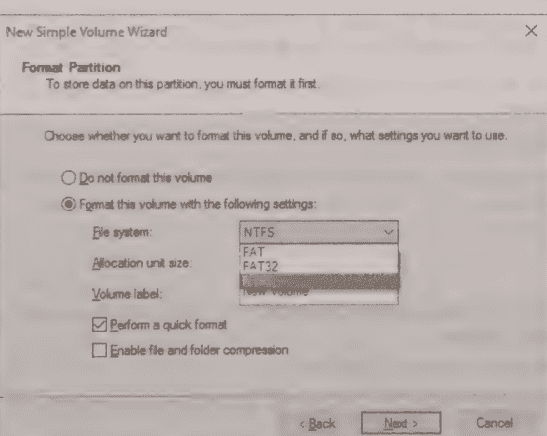 New Simple Volume Wizard
Format Partition
To store data on this partition, you must format it first.
Choose whether you want to format this volume, and if so, what settings you want to use.
Do not format this volume
Format this volume with the following settings:
File system:
NTFS
FAT
FAT32
Allocation unit size:
Volume label:
New Volume
Perform a quick format
Enable file and folder compression
< Back
Next >
Cancel